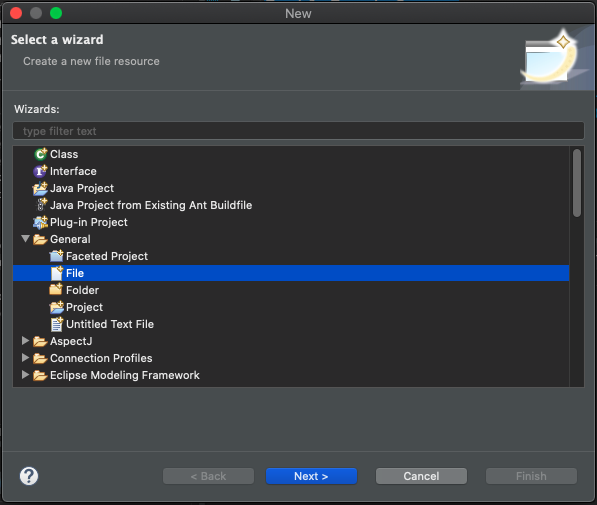 New
Select a wizard
Create a new file resource
Wizards:
type filter text
Class
Interface
Java Project
Java Project from Existing Ant Buildfile
Plug-in Project
General
Faceted Project
File
Folder
Project
Untitled Text File
AspectJ
Connection Profiles
Eclipse Modeling Framework
? < Back Next > Cancel Finish